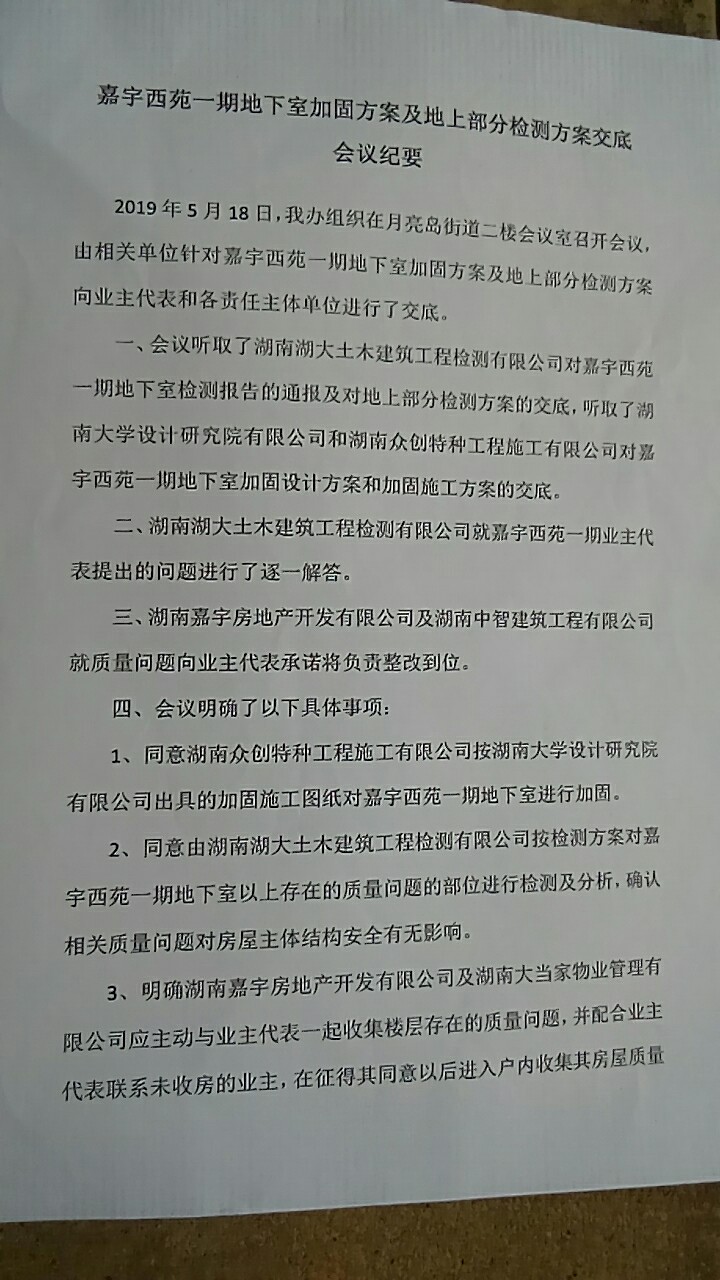 嘉宇西苑一期地下室加固方案及地上部分检测方案交底
会议纪要
2019年5月18日，我办组织在月亮岛街道二楼会议室召开会议，
由相关单位针对嘉宇西苑一期地下室加固方案及地上部分检测方案
向业主代表和各责任主体单位进行了交底。
一、会议听取了湖南湖大土木建筑工程检测有限公司对嘉宇西苑
一期地下室检测报告的通报及对地上部分检测方案的交底，听取了湖
南大学设计研究院有限公司和湖南众创特种工程施工有限公司对嘉
宇西苑一期地下室加固设计方案和加固施工方案的交底。
二、湖南湖大土木建筑工程检测有限公司就嘉宇西苑一期业主代
表提出的问题进行了逐一解答。
三、湖南嘉宇房地产开发有限公司及湖南中智建筑工程有限公司
就质量问题向业主代表承诺将负责整改到位。
四、会议明确了以下具体事项：
1、同意湖南众创特种工程施工有限公司按湖南大学设计研究院
有限公司出具的加固施工图纸对嘉宇西苑一期地下室进行加固。
2、同意由湖南湖大土木建筑工程检测有限公司按检测方案对嘉
宇西苑一期地下室以上存在的质量问题的部位进行检测及分析，确认
相关质量问题对房屋主体结构安全有无影响。
3、明确湖南嘉宇房地产开发有限公司及湖南大当家物业管理有
限公司应主动与业主代表一起收集楼层存在的质量问题，并配合业主
代表联系未收房的业主，在征得其同意以后进入户内收集其房屋质量